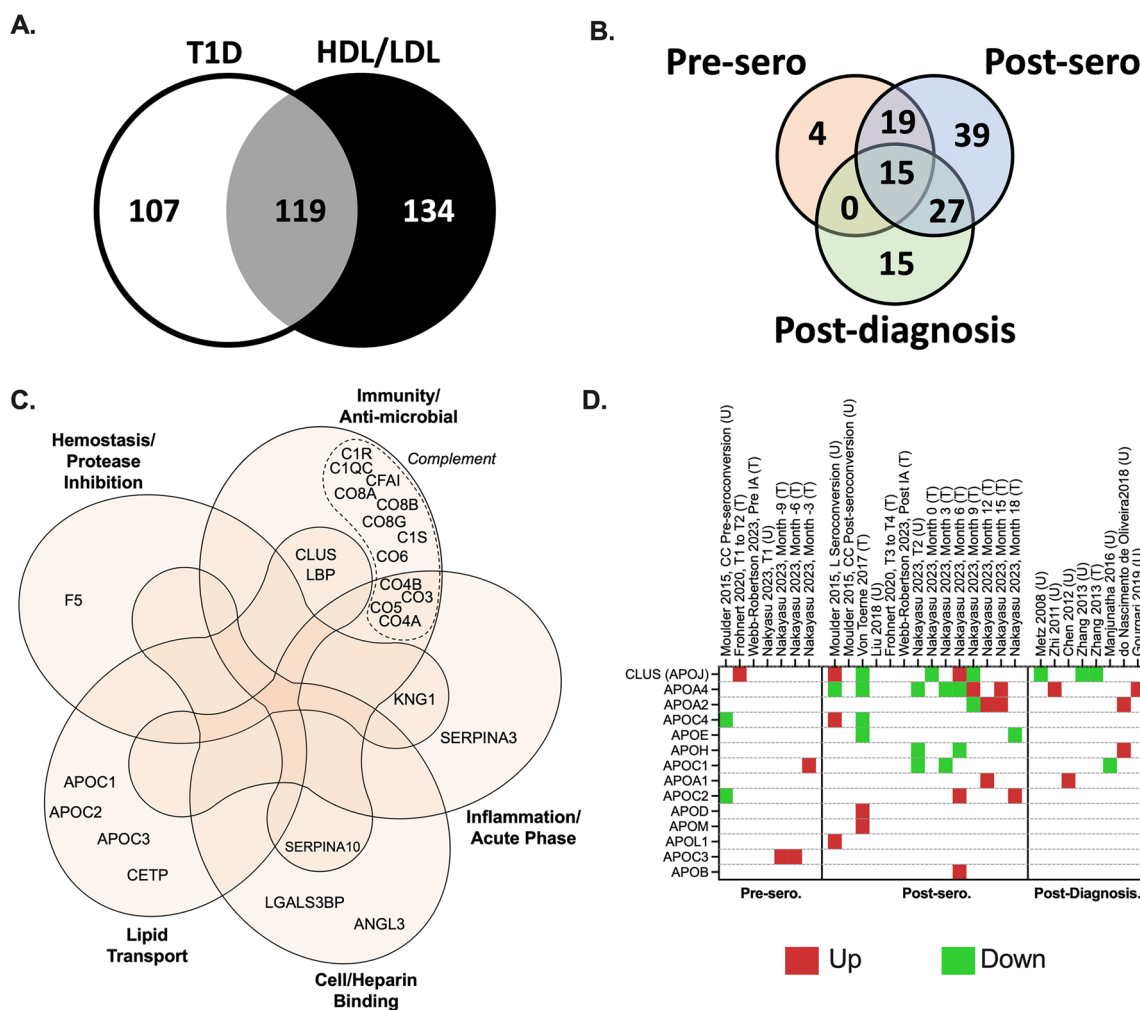 A.
T1D
HDL/LDL
107
119
134
B.
Pre-sero
Post-sero
4
19
39
15
0
27
15
Post-diagnosis
C.
Immunity/
Anti-microbial
Hemostasis/
Protease
Inhibition
Complement
C1R
C1QC
CFAI
CO8A
CO8B
CO8G
C1S
CO6
CLUS
LBP
CO4B
CO3
CO5
CO4A
F5
KNG1
SERPINA3
Inflammation/
Acute Phase
APOC1
APOC2
APOC3
CETP
SERPINA10
LGALS3BP
ANGL3
Lipid
Transport
Cell/Heparin
Binding
D.
Moulder 2015, CC Pre-seroconversion (U)
Frohnert 2020, T1 to T2 (T)
Webb-Robertson 2023, Pre IA (T)
Nakyasu 2023, T1 (U)
Nakayasu 2023, Month -9 (T)
Nakayasu 2023, Month -6 (T)
Nakayasu 2023, Month -3 (T)
Moulder 2015, L Seroconversion (U)
Moulder 2015, CC Post-seroconversion (U)
Von Toerne 2017 (T)
Liu 2018 (U)
Frohnert 2020, T3 to T4 (T)
Webb-Robertson 2023, Post IA (T)
Nakayasu 2023, T2 (U)
Nakayasu 2023, Month 0 (T)
Nakayasu 2023, Month 3 (T)
Nakayasu 2023, Month 6 (T)
Nakayasu 2023, Month 9 (T)
Nakayasu 2023, Month 12 (T)
Nakayasu 2023, Month 15 (T)
Nakayasu 2023, Month 18 (T)
Metz 2008 (U)
Zhi 2011 (U)
Chen 2012 (U)
Zhang 2013 (U)
Zhang 2013 (T)
Manjunatha 2016 (U)
do Nascimento de Oliveira2018 (U)
Gourgari 2019 (U)
CLUS (APOJ)
APOA4
APOA2
APOC4
APOE
APOH
APOC1
APOA1
APOC2
APOD
APOM
APOL1
APOC3
APOB
Pre-sero.
Post-sero.
Post-Diagnosis.
Up
Down